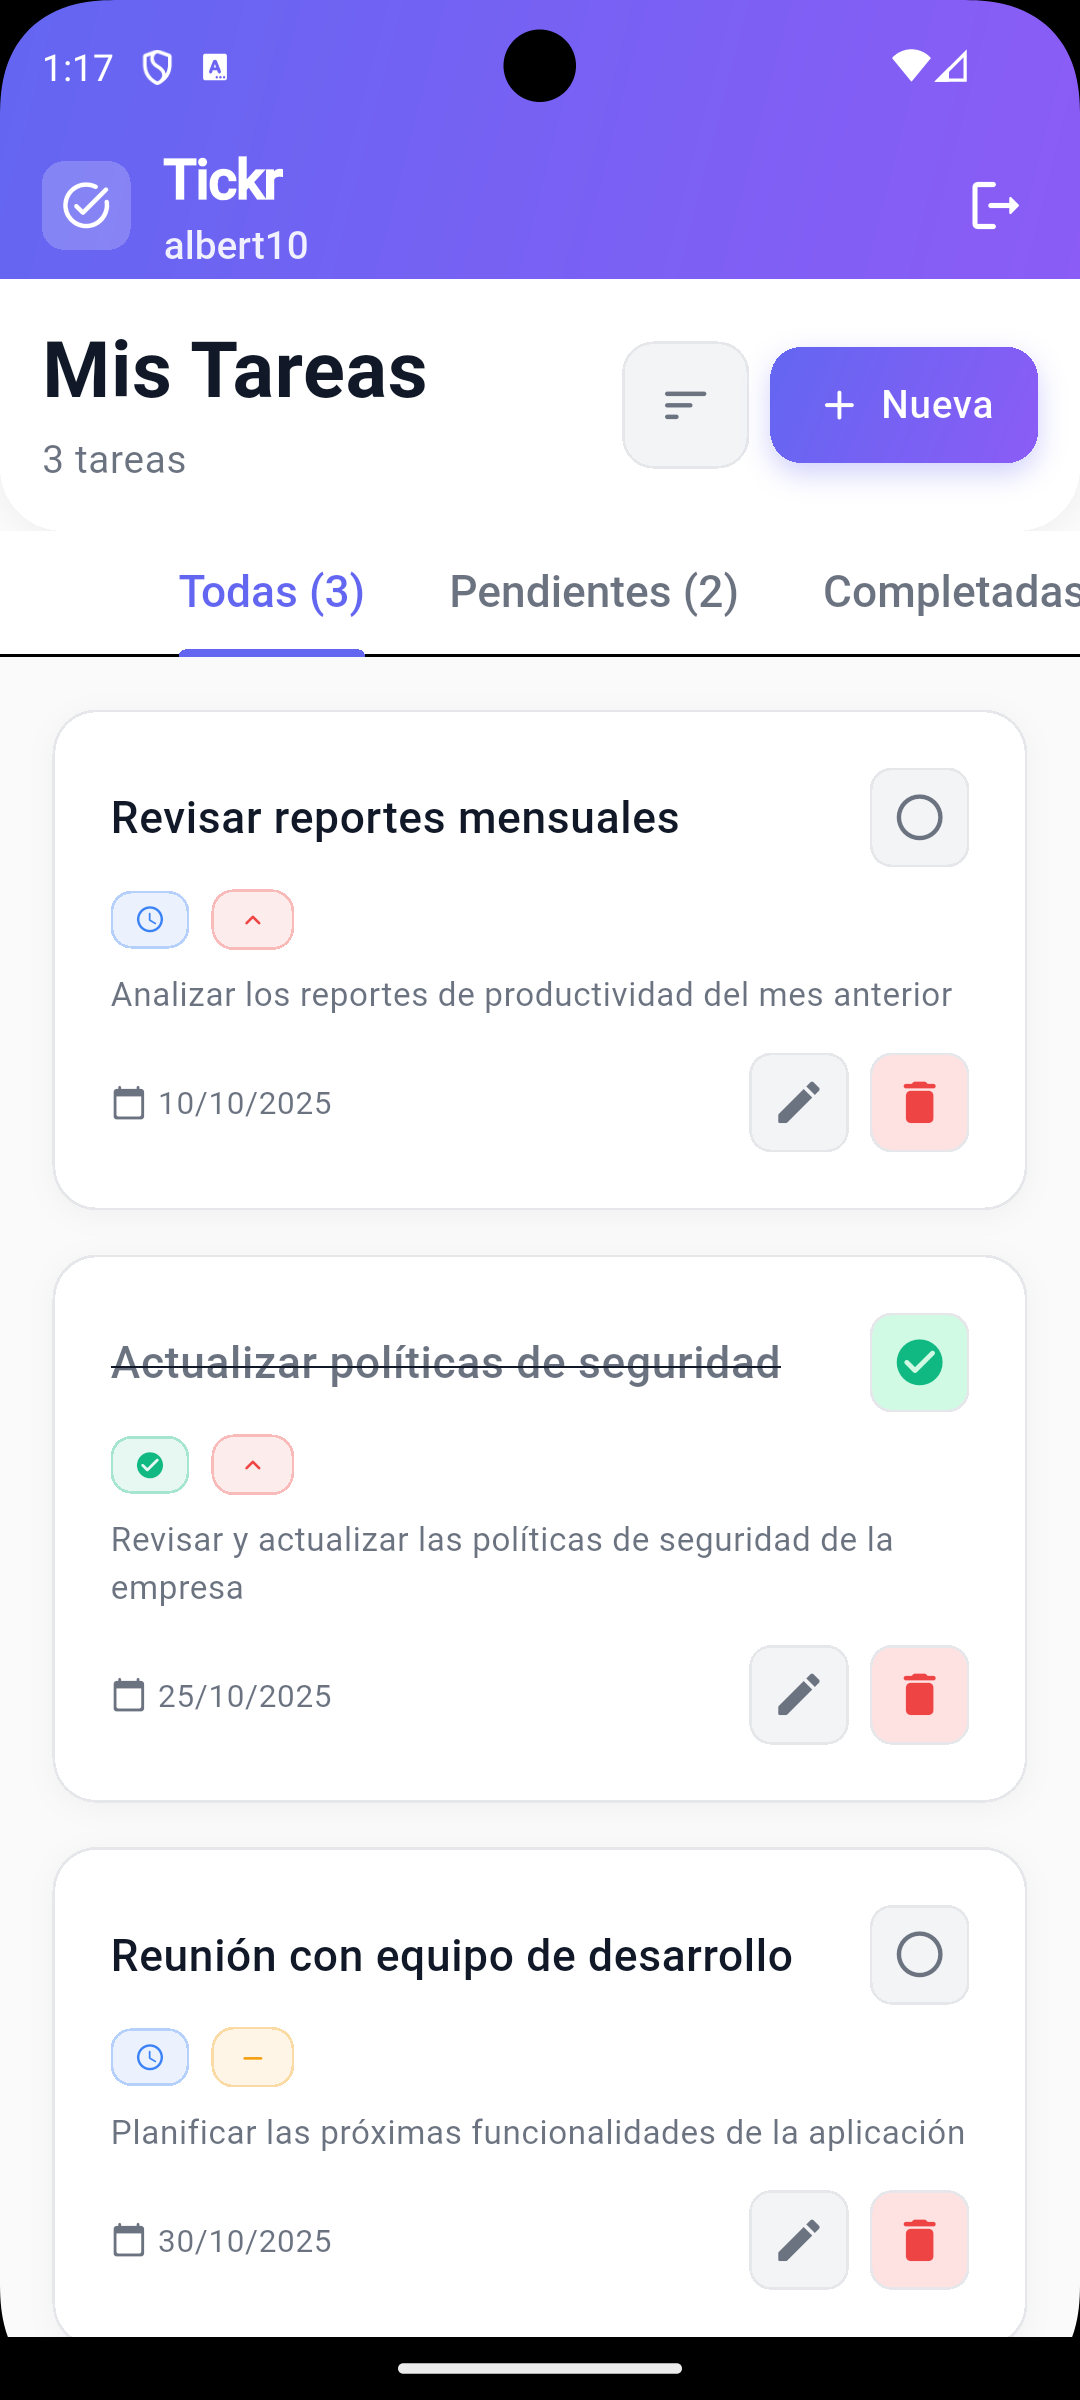 1:17
Tickr
albert10
Mis Tareas
3 tareas
Nueva
Todas (3) Pendientes (2) Completadas
Revisar reportes mensuales
Analizar los reportes de productividad del mes anterior
10/10/2025
Actualizar políticas de seguridad
Revisar y actualizar las políticas de seguridad de la
empresa
25/10/2025
Reunión con equipo de desarrollo
Planificar las próximas funcionalidades de la aplicación
30/10/2025